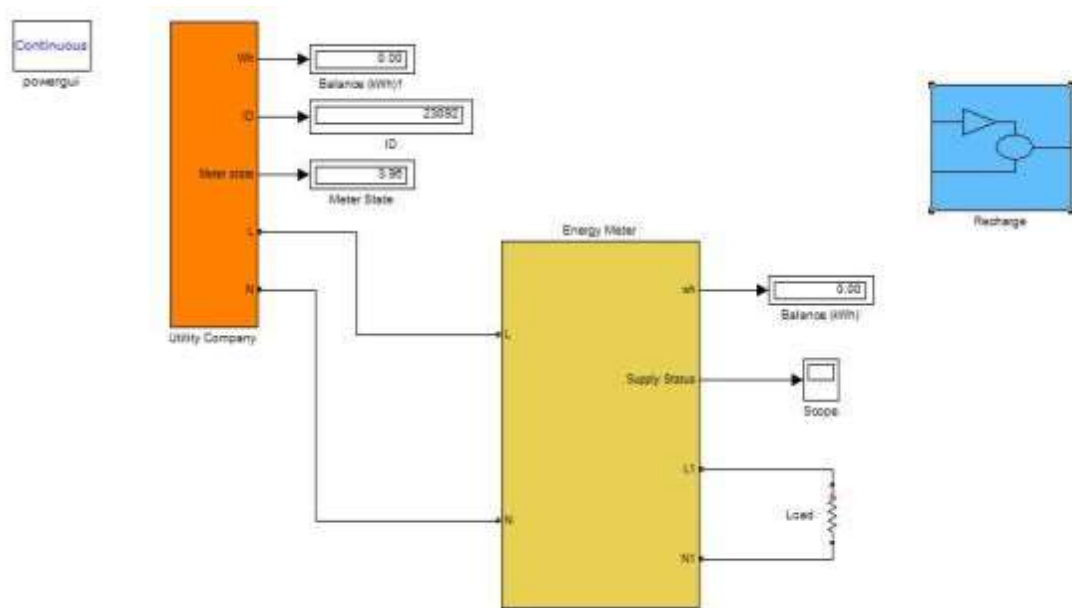 Continuous
powergui
Wh
0.00
Balance (kWh)1
ID
23092
ID
Meter state
3.95
Meter State
L
N
Utility Company
Recharge
Energy Meter
L
N
wh
0.00
Balance (kWh)
Supply Status
Scope
L1
Load
N1